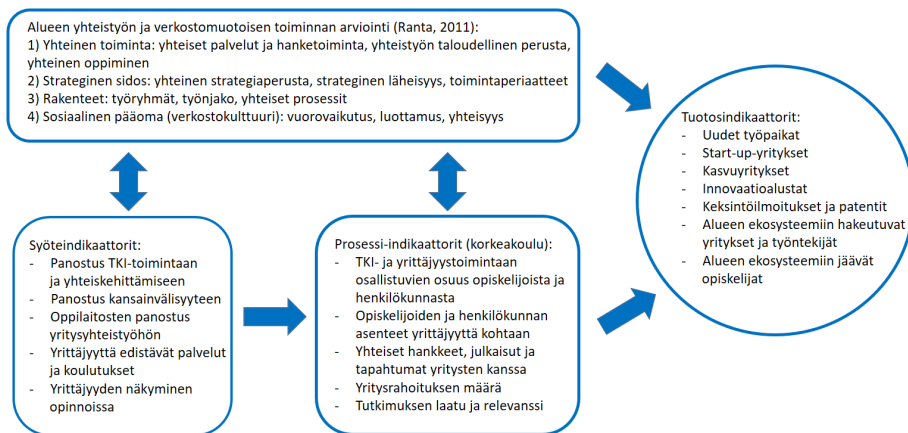 Alueen yhteistyön ja verkostomuotoisen toiminnan arviointi (Ranta, 2011):
1) Yhteinen toiminta: yhteiset palvelut ja hanketoiminta, yhteistyön taloudellinen perusta,
yhteinen oppiminen
2) Strateginen sidos: yhteinen strategiaperusta, strateginen läheisyys, toimintaperiaatteet
3) Rakenteet: työryhmät, työnjako, yhteiset prosessit
4) Sosiaalinen pääoma (verkostokulttuuri): vuorovaikutus, luottamus, yhteisyys
Syöteindikaattorit:
- Panostus TKI-toimintaan
ja yhteiskehittämiseen
- Panostus kansainvälisyyteen
- Oppilaitosten panostus
yritysyhteistyöhön
- Yrittäjyyttä edistävät palvelut
ja koulutukset
- Yrittäjyyden näkyminen
opinnoissa
Prosessi-indikaattorit (korkeakoulu):
- TKI- ja yrittäjyystoimintaan
osallistuvien osuus opiskelijoista ja
henkilökunnasta
- Opiskelijoiden ja henkilökunnan
asenteet yrittäjyyttä kohtaan
- Yhteiset hankkeet, julkaisut ja
tapahtumat yritysten kanssa
- Yritysrahoituksen määrä
- Tutkimuksen laatu ja relevanssi
Tuotosindikaattorit:
- Uudet työpaikat
- Start-up-yritykset
- Kasvuyritykset
- Innovaatioalustat
- Keksintöilmoitukset ja patentit
- Alueen ekosysteemiin hakeutuvat
yritykset ja työntekijät
- Alueen ekosysteemiin jäävät
opiskelijat